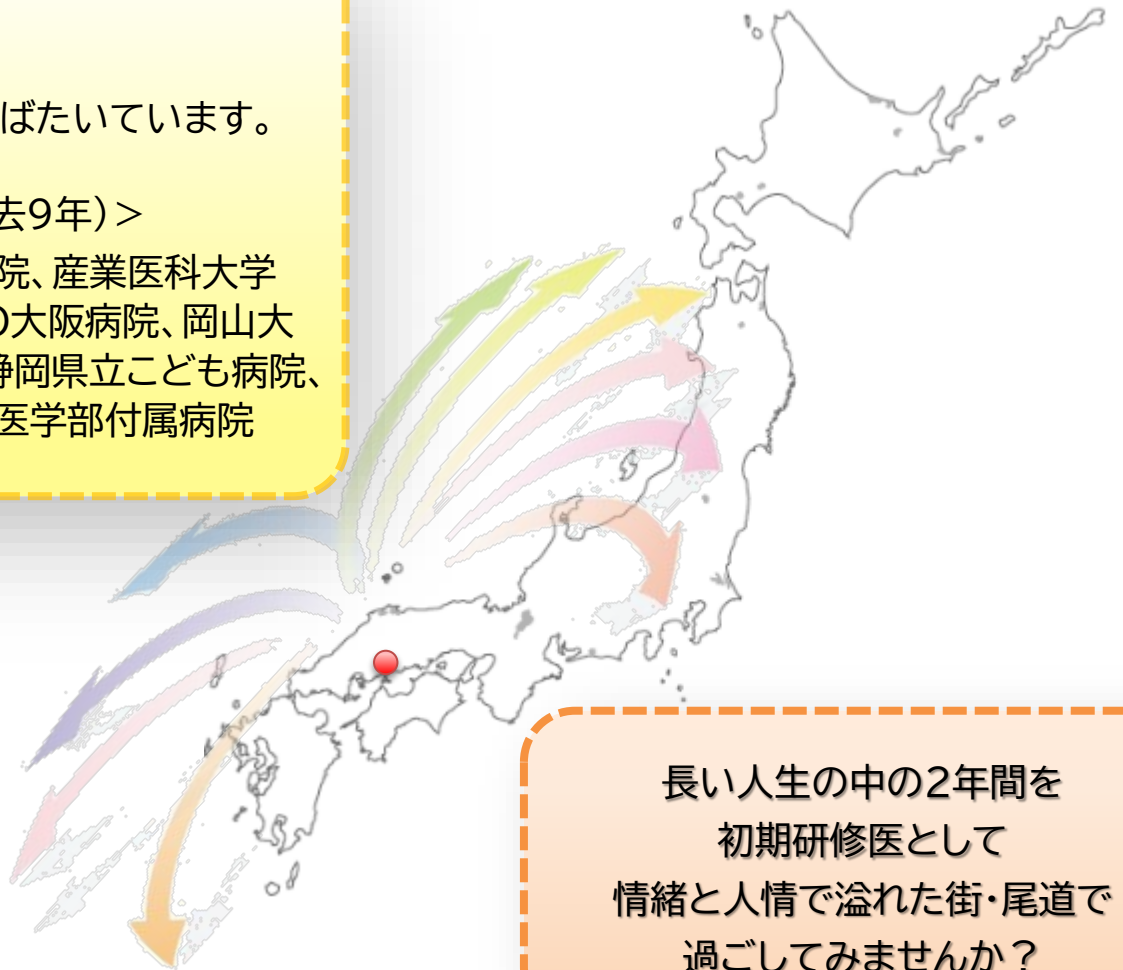 ばたいています。
去9年)>
院、産業医科大学
O大阪病院、岡山大
静岡県立こども病院、
医学部付属病院
長い人生の中の2年間を
初期研修医として
情緒と人情で溢れた街・尾道で
過ごしてみませんか?